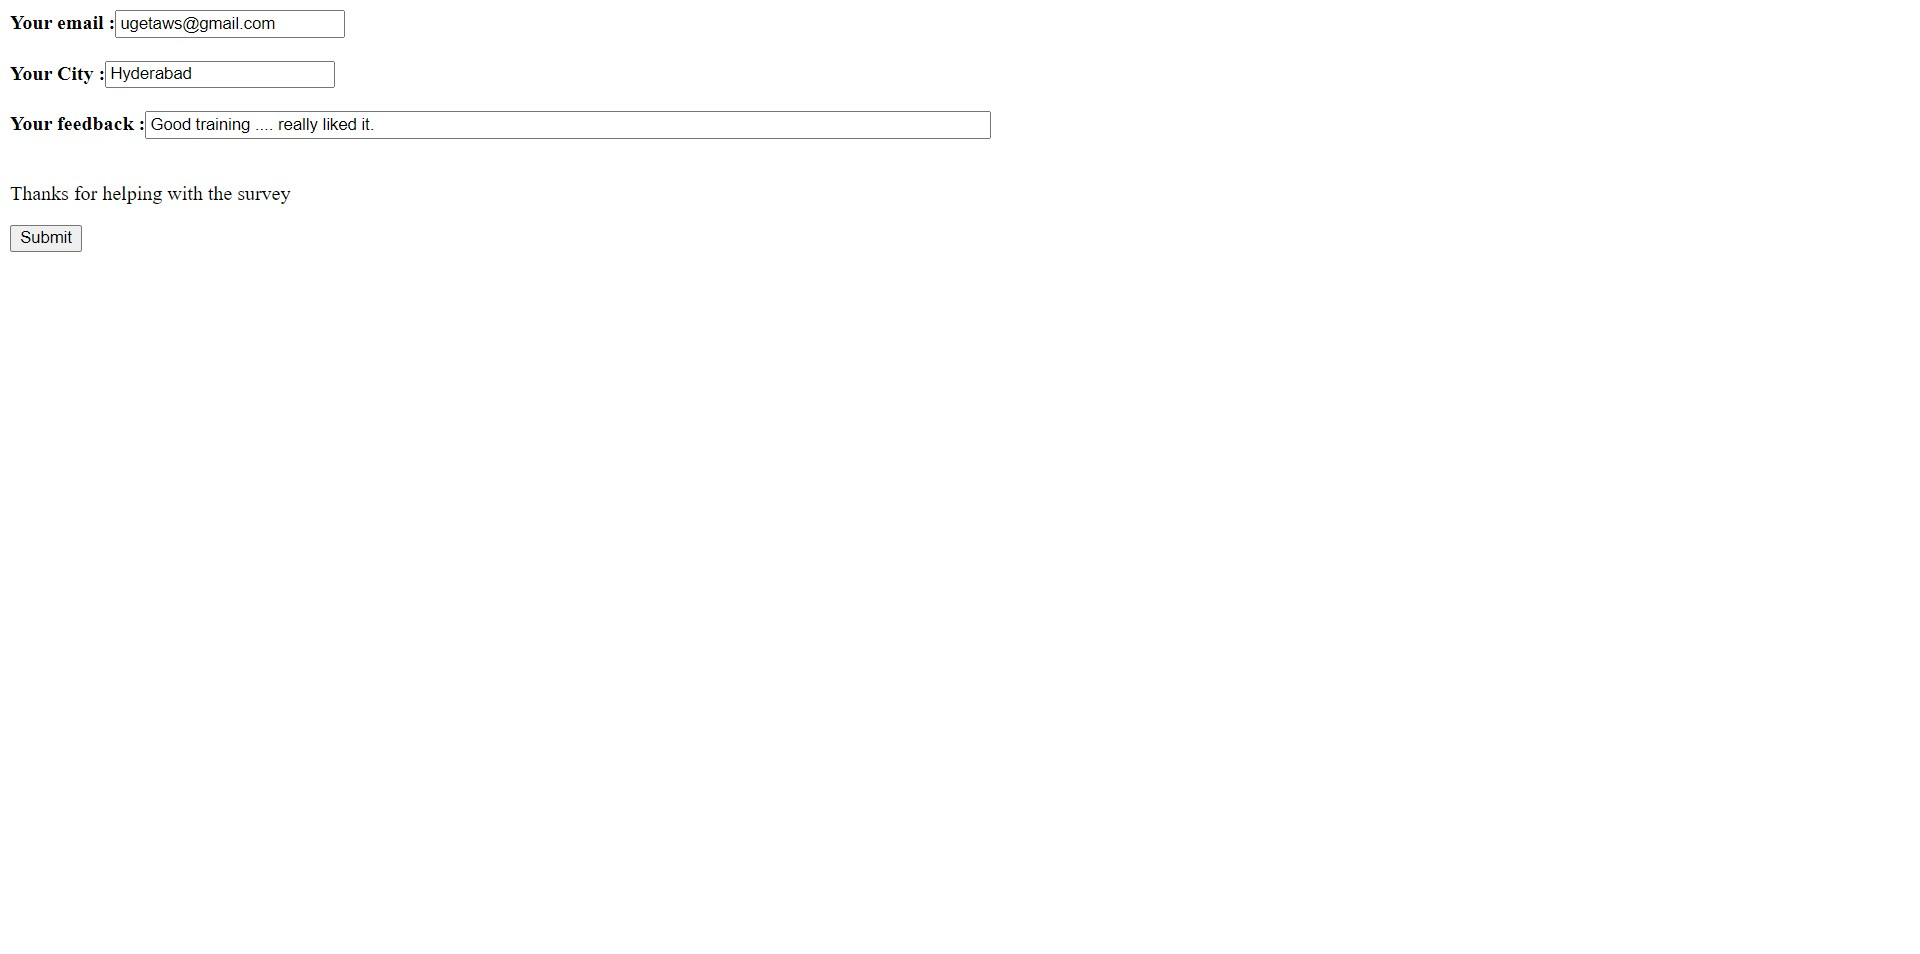 Your email : ugetaws@gmail.com
Your City : Hyderabad
Your feedback : Good training .... really liked it.
Thanks for helping with the survey
Submit